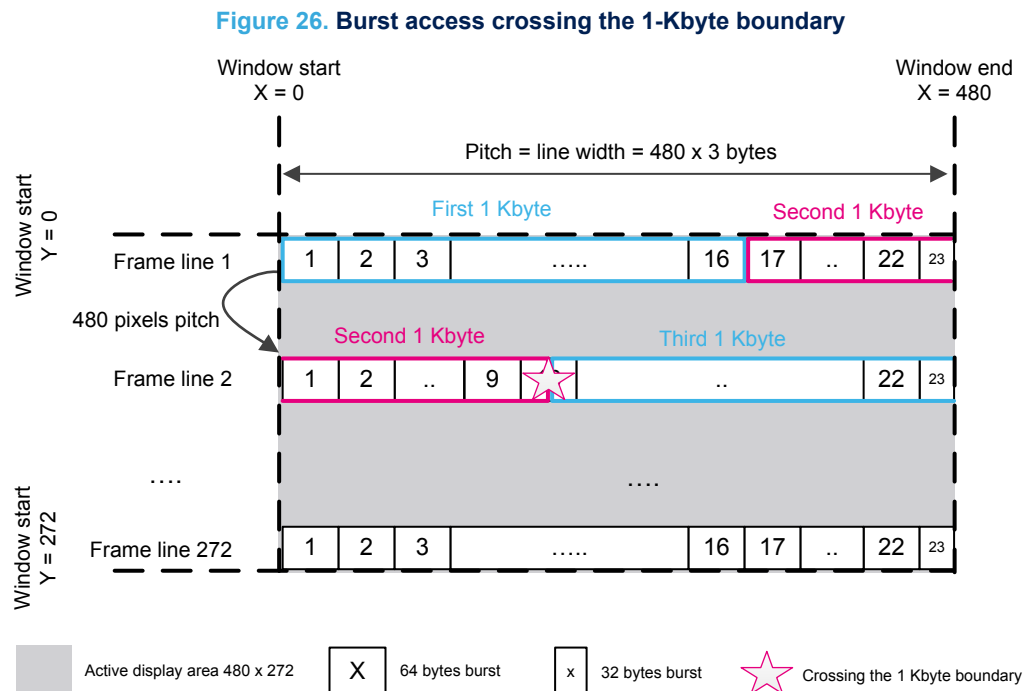 Figure 26. Burst access crossing the 1-Kbyte boundary
Window start
X = 0
Window end
X = 480
Pitch = line width = 480 x 3 bytes
Window start
Y = 0
First 1 Kbyte
Second 1 Kbyte
Frame line 1
1 2 3 ..... 16 17 .. 22 23
480 pixels pitch
Second 1 Kbyte
Third 1 Kbyte
Frame line 2
1 2 .. 9 .. 22 23
....
....
Window start
Y = 272
Frame line 272
1 2 3 ..... 16 17 .. 22 23
Active display area 480 x 272
X 64 bytes burst
x 32 bytes burst
Crossing the 1 Kbyte boundary